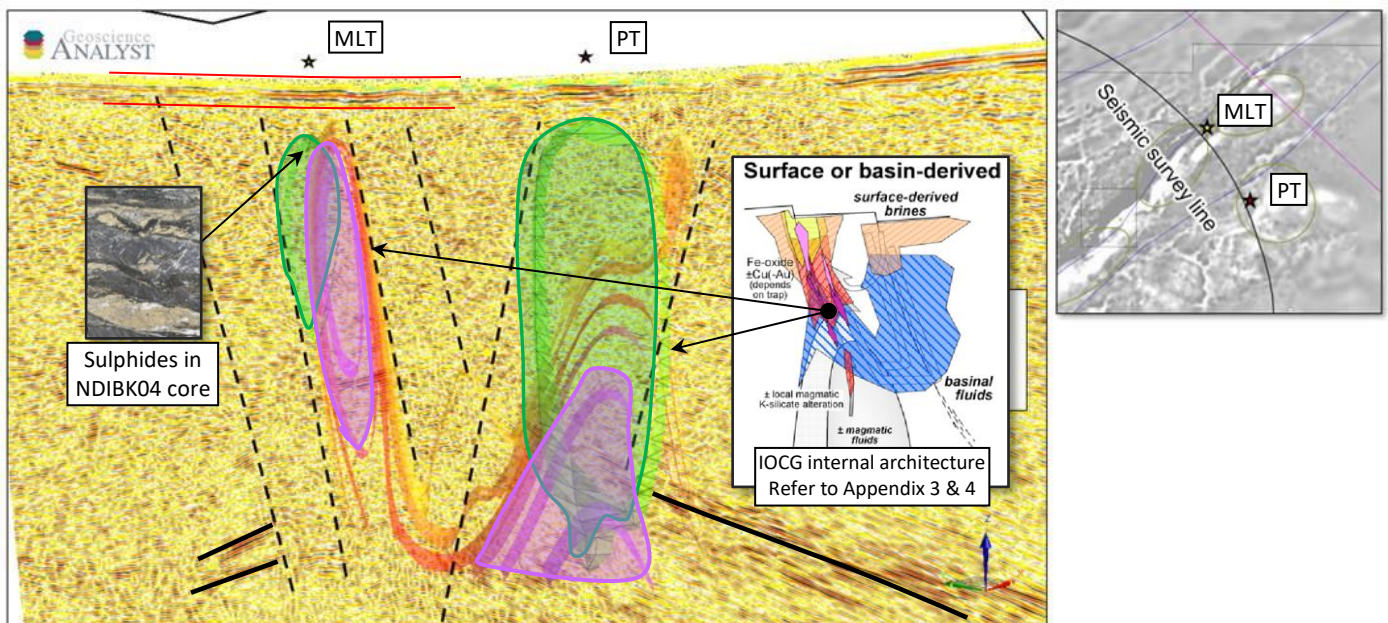 Geoscience
ANALYST
MLT
PT
Sulphides in
NDIBK04 core
Surface or basin-derived
surface-derived
brines
Fe-oxide
±Cu(-Au)
(depends
on trap)
± local magmatic
K-silicate alteration
basinal
fluids
± magmatic
fluids
IOCG internal architecture
Refer to Appendix 3 & 4
Seismic survey line
MLT
PT